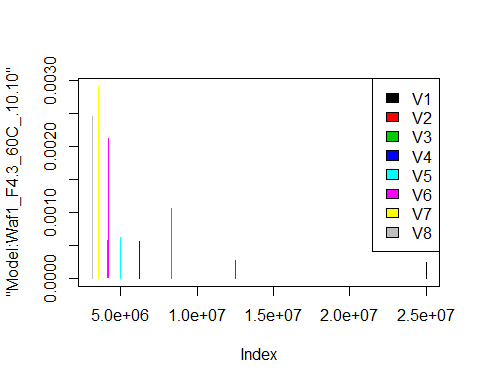 "Model:Waf1_F4.3_60C_.10.10"
0.0030
0.0020
0.0010
0.0000
V1
V2
V3
V4
V5
V6
V7
V8
5.0e+06 1.0e+07 1.5e+07 2.0e+07 2.5e+07
Index